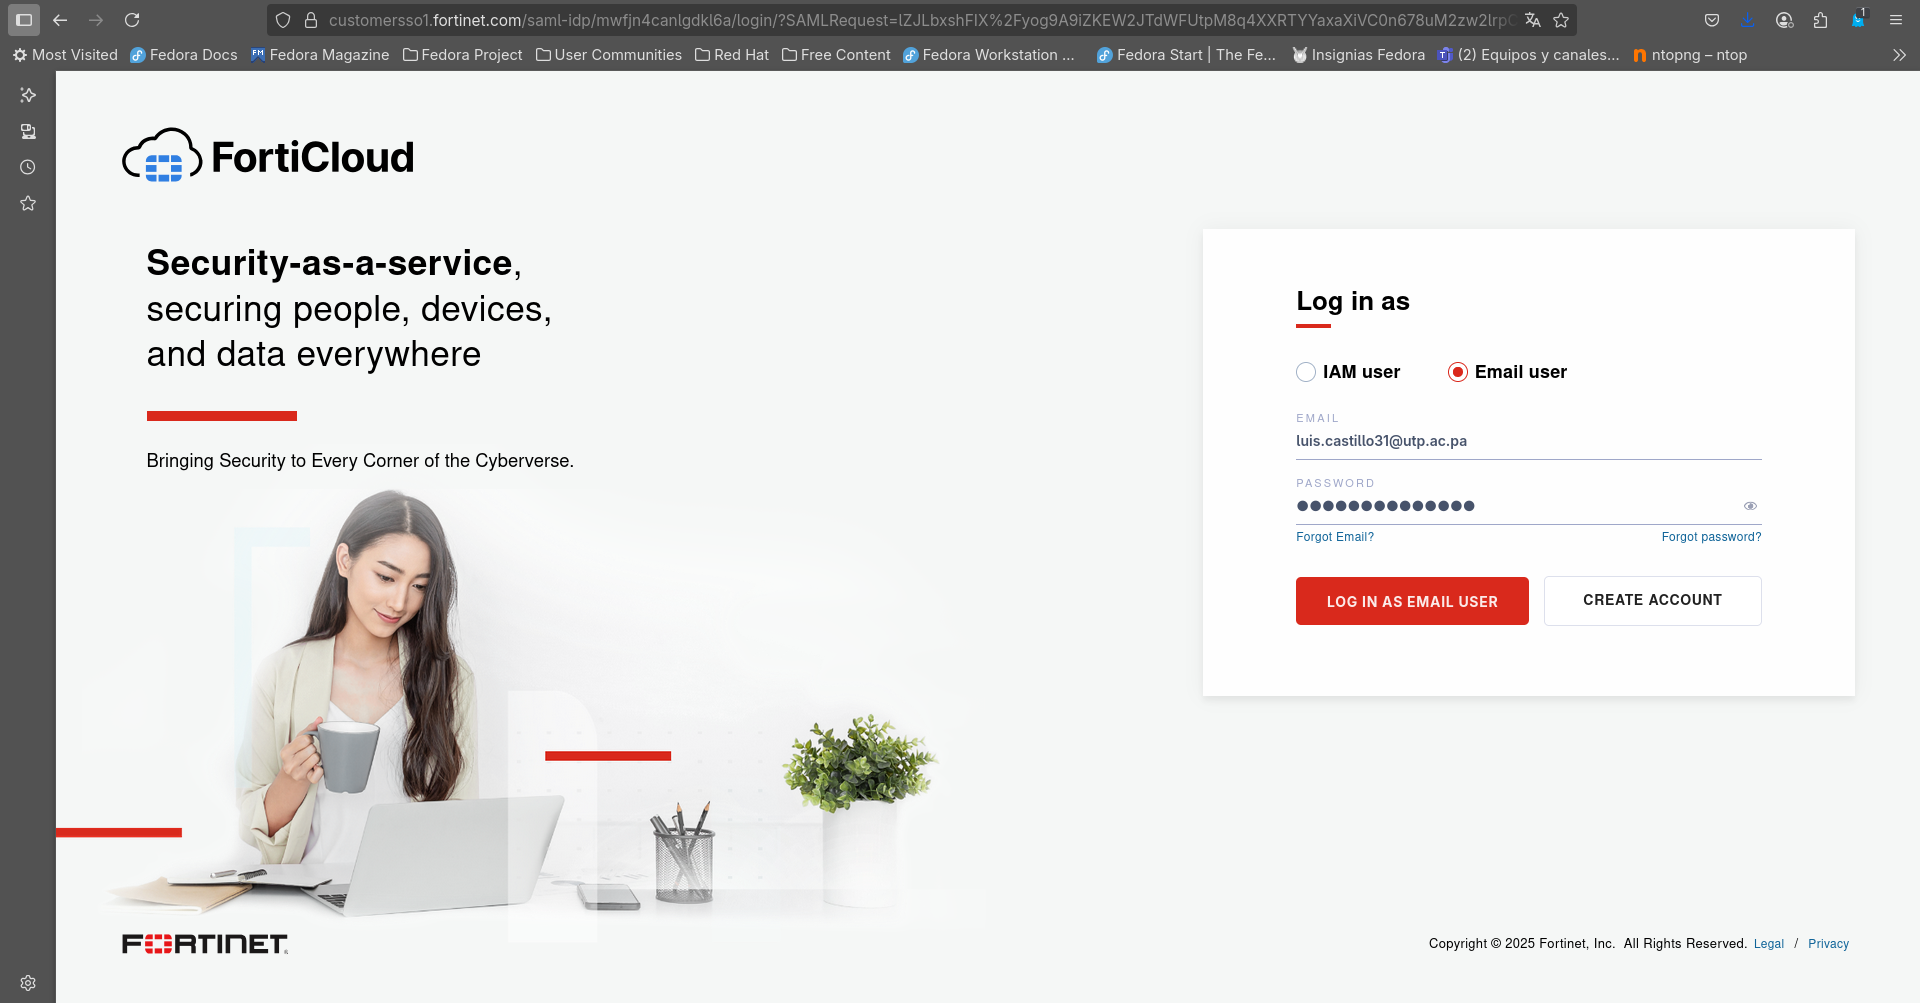 customersso1.fortinet.com/saml-idp/mwfjn4canlgdkl6a/login/?SAMLRequest=
1
Most Visited Fedora Docs Fedora Magazine Fedora Project User Communities Red Hat Free Content Fedora Workstation ... Fedora Start | The Fe... Insignias Fedora (2) Equipos y canales... ntopng – ntop
FortiCloud
Security-as-a-service,
securing people, devices,
and data everywhere
Bringing Security to Every Corner of the Cyberverse.
Log in as
IAM user Email user
EMAIL
luis.castillo31@utp.ac.pa
PASSWORD
Forgot Email? Forgot password?
LOG IN AS EMAIL USER CREATE ACCOUNT
FORTINET
Copyright © 2025 Fortinet, Inc. All Rights Reserved. Legal / Privacy